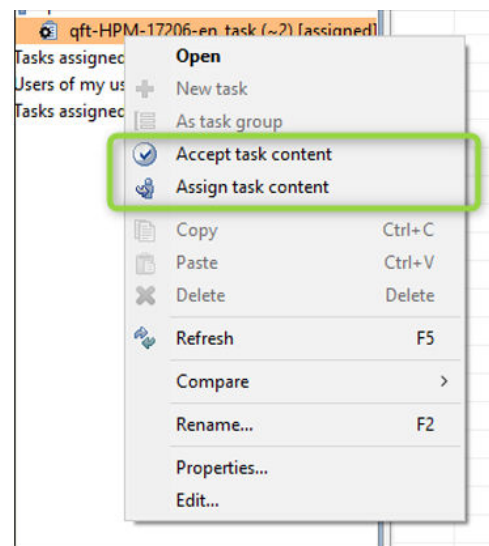 qft-HPM-17206-en_task (~2) [assigned]
Tasks assigned
Users of my us
Tasks assigned
Open
New task
As task group
Accept task content
Assign task content
Copy Ctrl+C
Paste Ctrl+V
Delete Delete
Refresh F5
Compare
Rename... F2
Properties...
Edit...